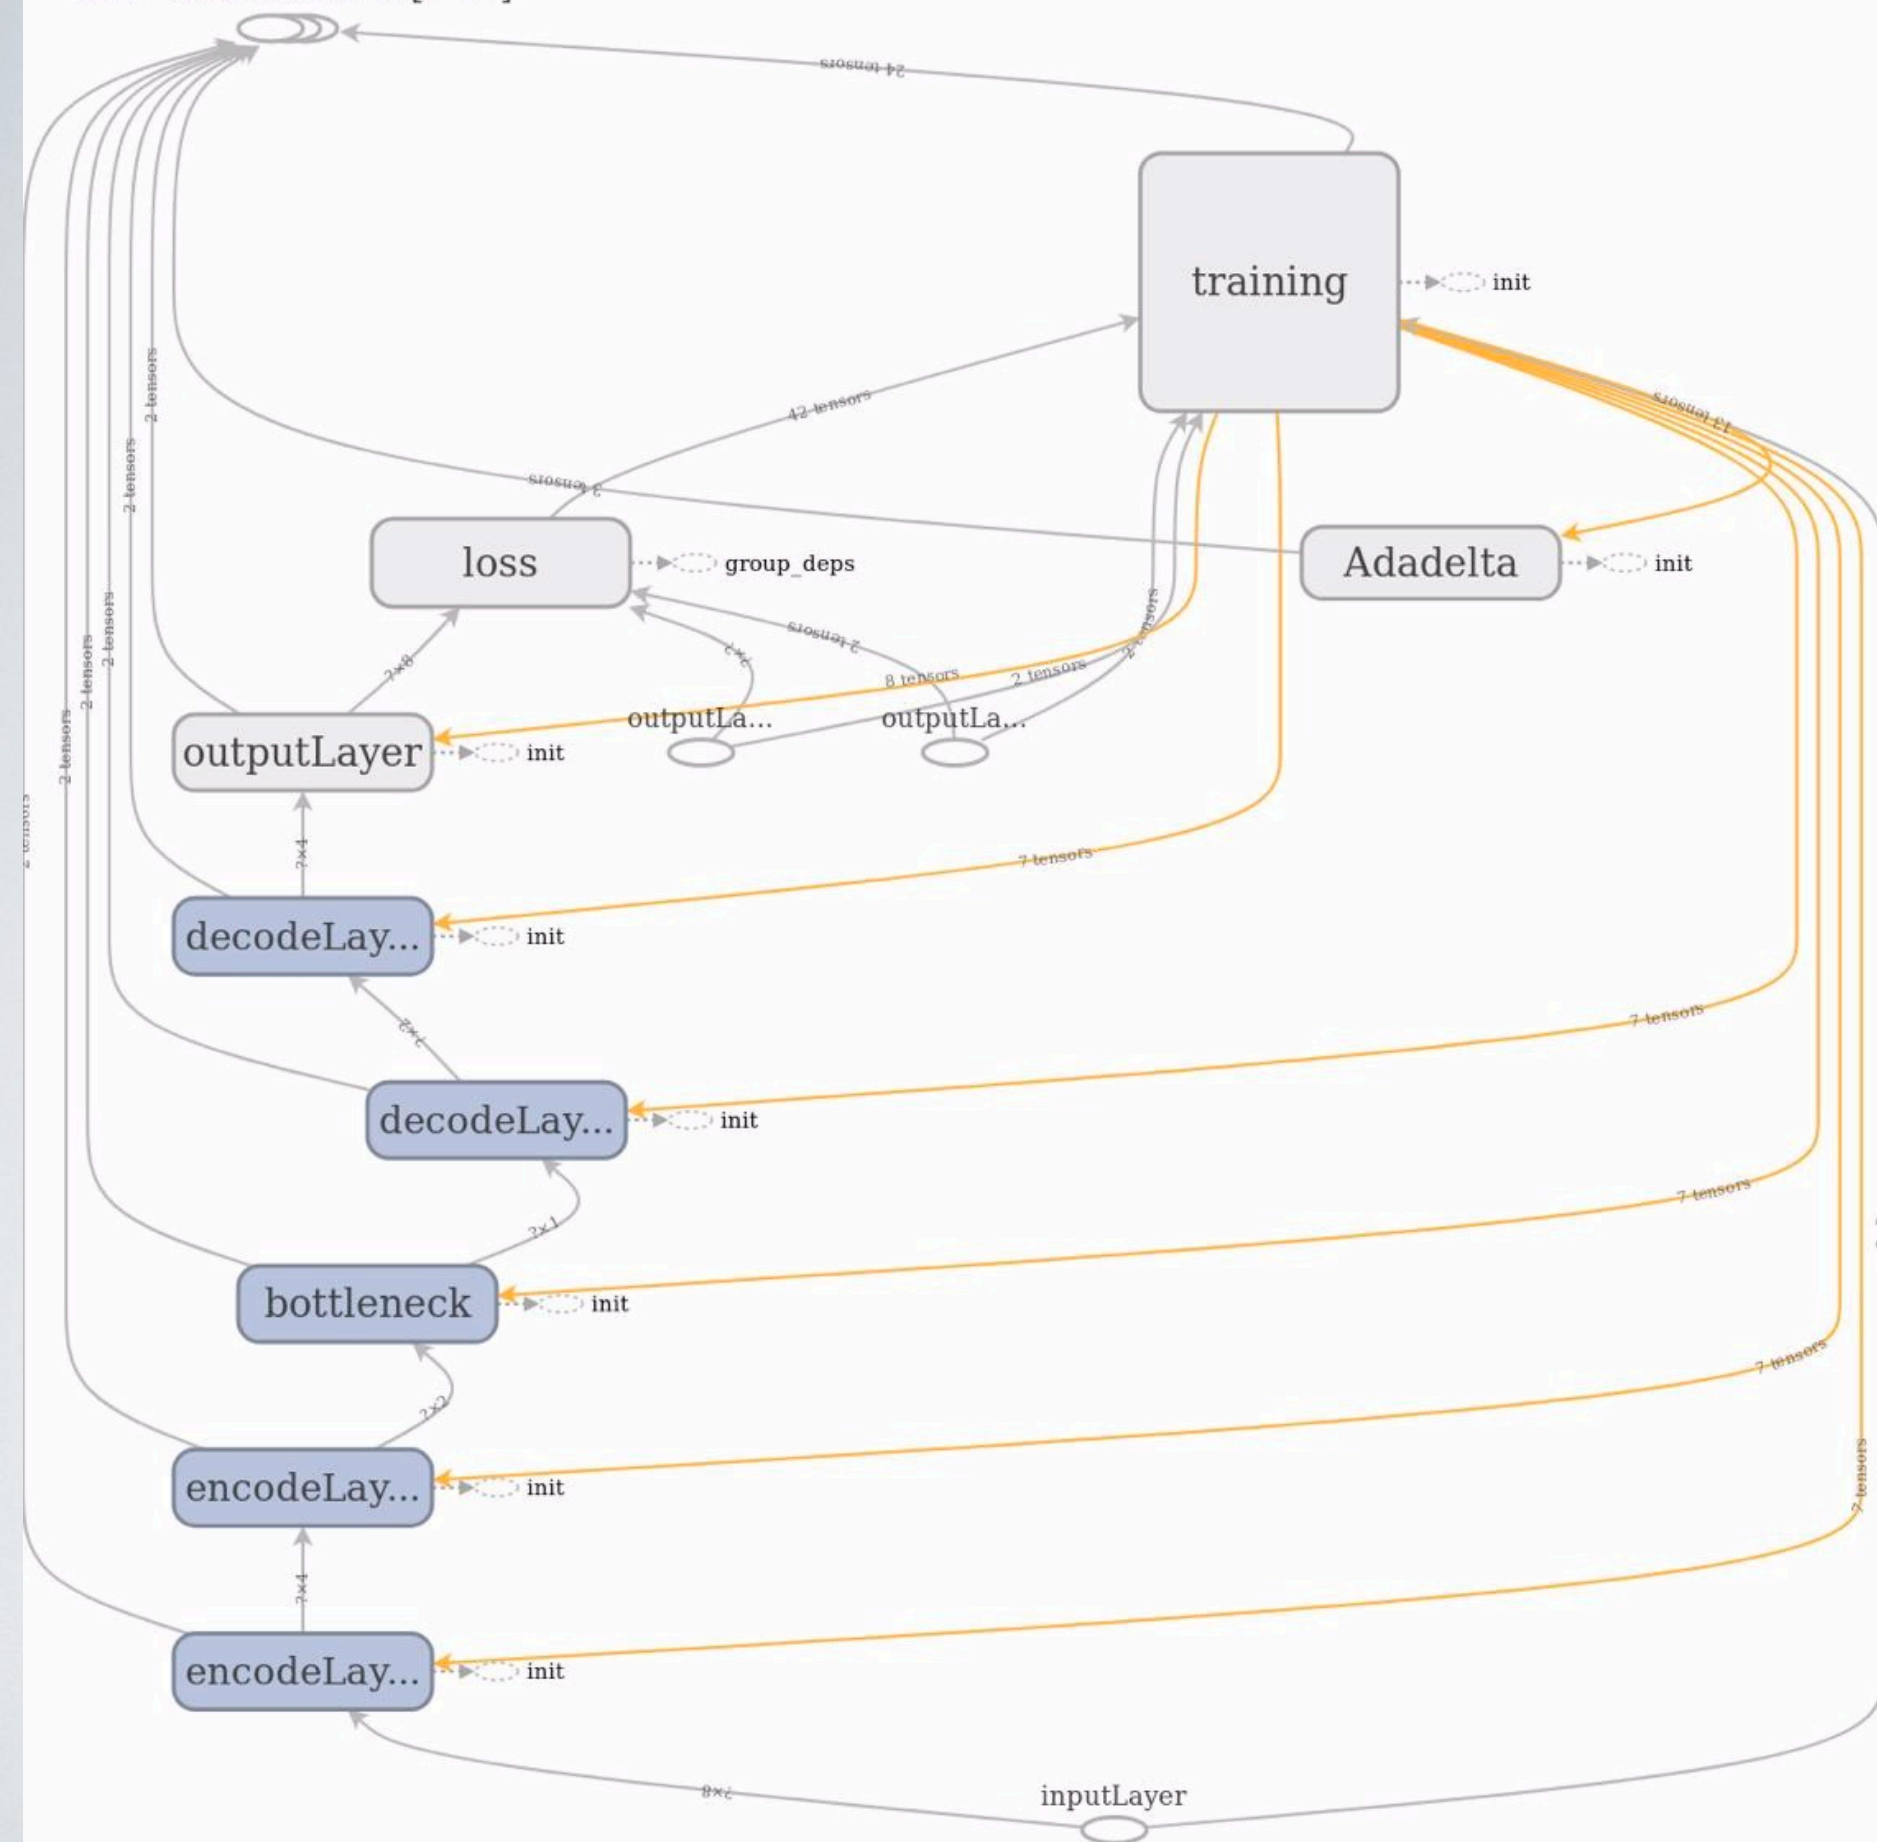 24 tensors
training
init
2 tensors
42 tensors
13 tensors
2 tensors
3 tensors
loss
group_deps
Adadelta
init
2 tensors
2 tensors
?×?
2 tensors
?×8
8 tensors
2 tensors
2 tensors
outputLa...
outputLa...
outputLayer
init
2 tensors
2 tensors
?×4
7 tensors
decodeLay...
init
?×2
7 tensors
decodeLay...
init
7 tensors
?×1
bottleneck
init
7 tensors
?×2
encodeLay...
init
7 tensors
?×4
encodeLay...
init
?×8
inputLayer